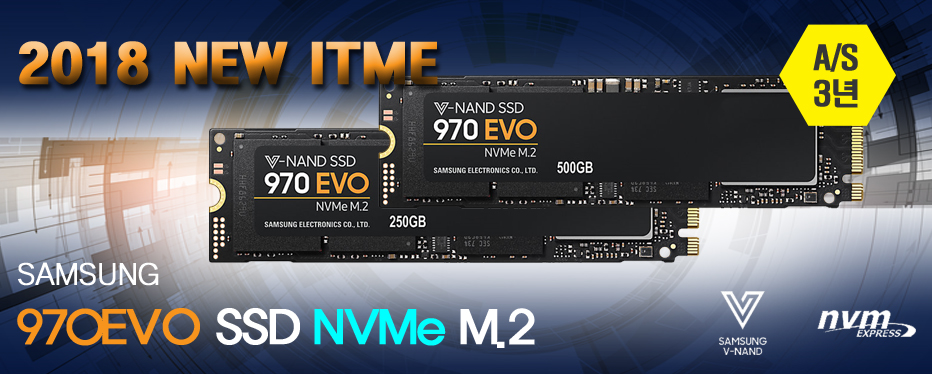 2018 NEW ITME
A/S
3년
V-NAND SSD
970 EVO
NVMe M.2
SAMSUNG ELECTRONICS CO., LTD.
500GB
V-NAND SSD
970 EVO
NVMe M.2
SAMSUNG ELECTRONICS CO., LTD.
250GB
SAMSUNG
970EVO SSD NVMe M.2
SAMSUNG
V-NAND
nvm
EXPRESS